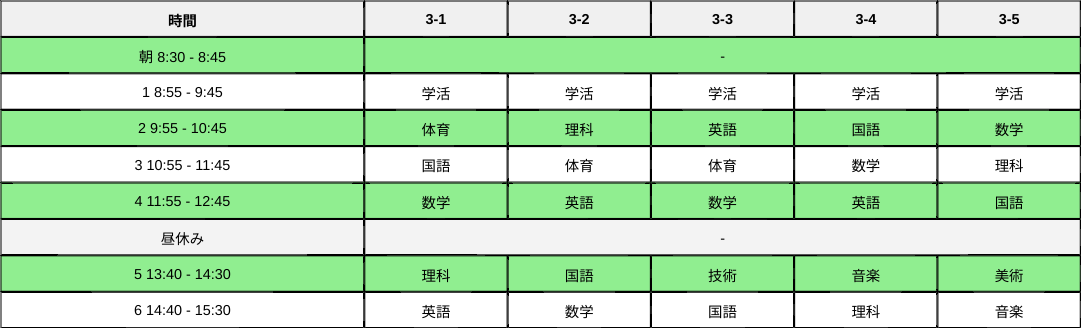 時間 3-1 3-2 3-3 3-4 3-5
朝 8:30 - 8:45 -
1 8:55 - 9:45 学活 学活 学活 学活 学活
2 9:55 - 10:45 体育 理科 英語 国語 数学
3 10:55 - 11:45 国語 体育 体育 数学 理科
4 11:55 - 12:45 数学 英語 数学 英語 国語
昼休み -
5 13:40 - 14:30 理科 国語 技術 音楽 美術
6 14:40 - 15:30 英語 数学 国語 理科 音楽